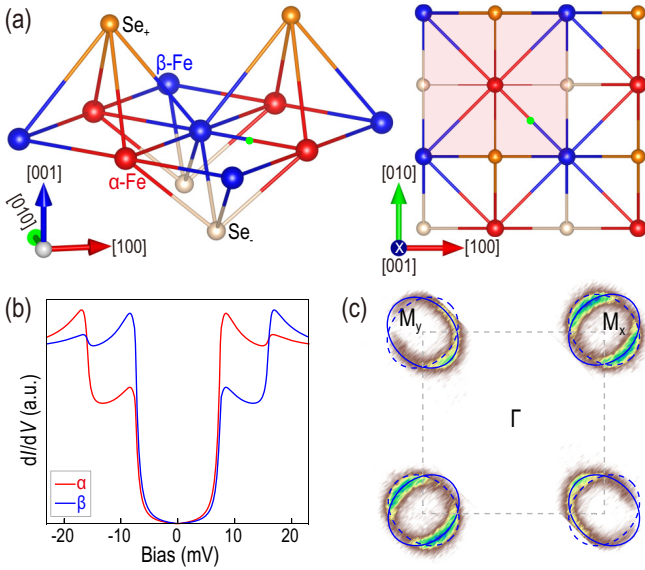 (a)
Se+
β-Fe
α-Fe
Se-
[001]
[010]
[100]
[010]
[001]
X
[100]
(b)
dI/dV (a.u.)
α
β
-20 -10 0 10 20
Bias (mV)
(c)
My
Mx
Γ